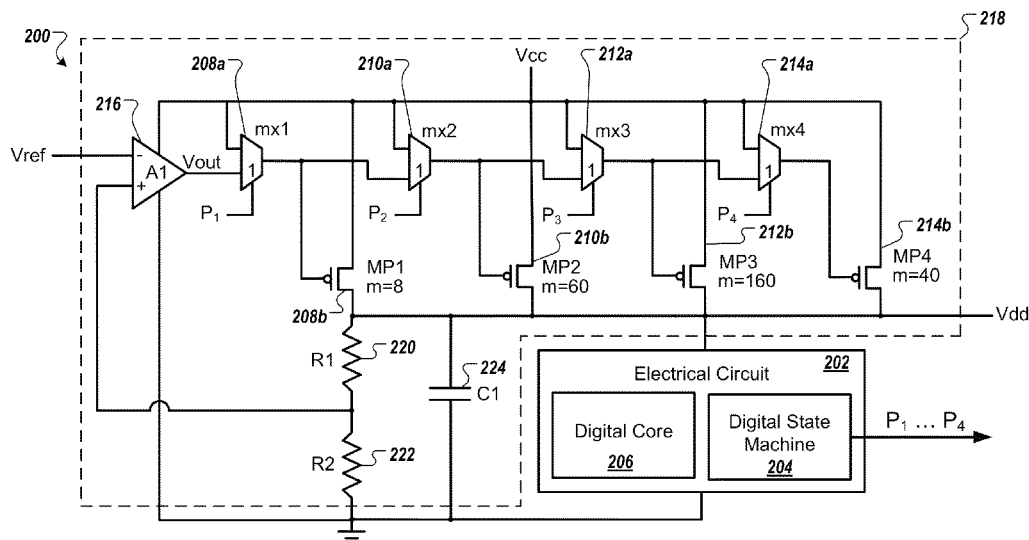 200
218
Vcc
208a
210a
212a
214a
216
mx1
mx2
mx3
mx4
Vref
-
A1
+
Vout
1
1
1
1
P1
P2
P3
P4
210b
212b
214b
MP1
m=8
208b
MP2
m=60
MP3
m=160
MP4
m=40
Vdd
R1
220
224
C1
Electrical Circuit
202
Digital Core
206
Digital State
Machine
204
P1 ... P4
R2
222